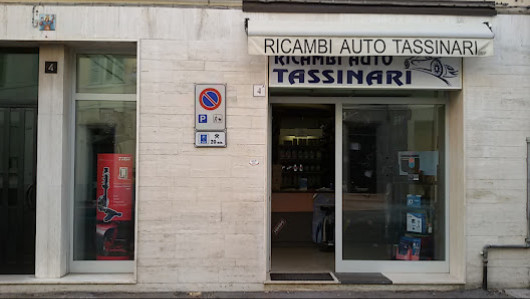 4
RICAMBI AUTO TASSINARI
RICAMBI AUTO
TASSINARI
4
P